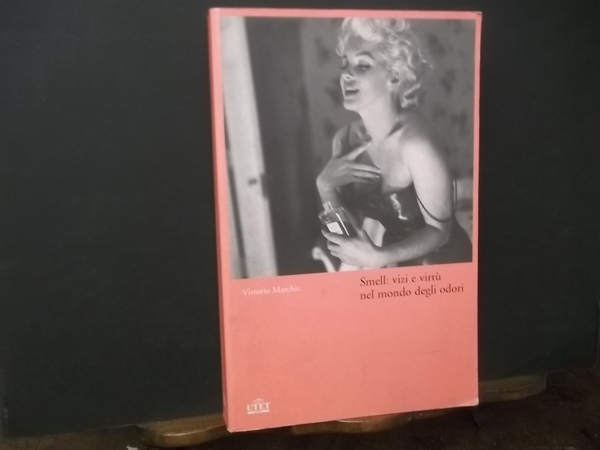 Vittorio Marchis
Smell: vizi e virtù
nel mondo degli odori
UTET